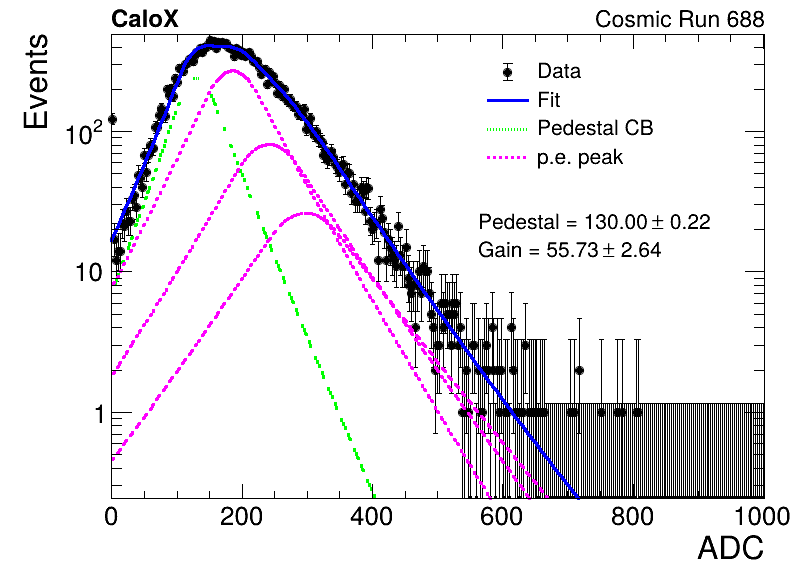 CaloX
Cosmic Run 688
Events
Data
Fit
Pedestal CB
p.e. peak
Pedestal = 130.00 ± 0.22
Gain = 55.73 ± 2.64
10²
10
1
0 200 400 600 800 1000
ADC